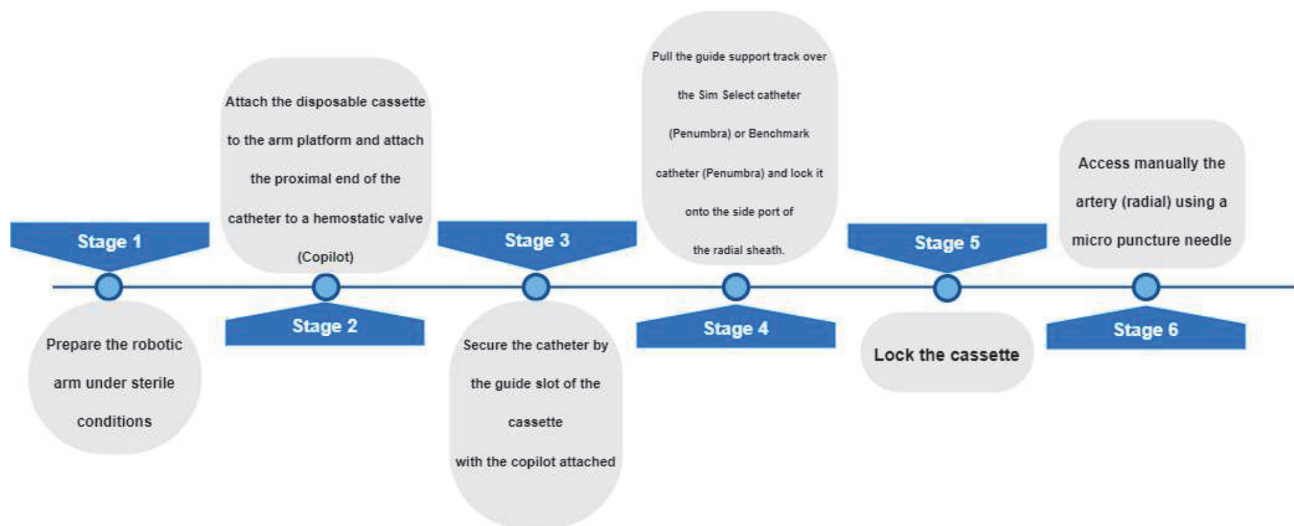 Stage 1
Prepare the robotic
arm under sterile
conditions
Attach the disposable cassette
to the arm platform and attach
the proximal end of the
catheter to a hemostatic valve
(Copilot)
Stage 2
Stage 3
Secure the catheter by
the guide slot of the
cassette
with the copilot attached
Pull the guide support track over
the Sim Select catheter
(Penumbra) or Benchmark
catheter (Penumbra) and lock it
onto the side port of
the radial sheath.
Stage 4
Stage 5
Lock the cassette
Access manually the
artery (radial) using a
micro puncture needle
Stage 6